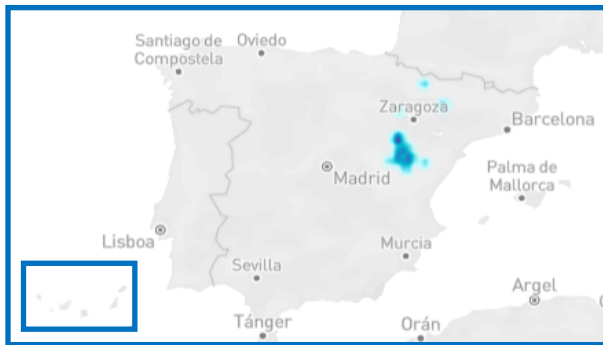 Santiago de
Compostela
Oviedo
Zaragoza
Barcelona
Madrid
Palma de
Mallorca
Lisboa
Murcia
Sevilla
Argel
Tánger
Orán